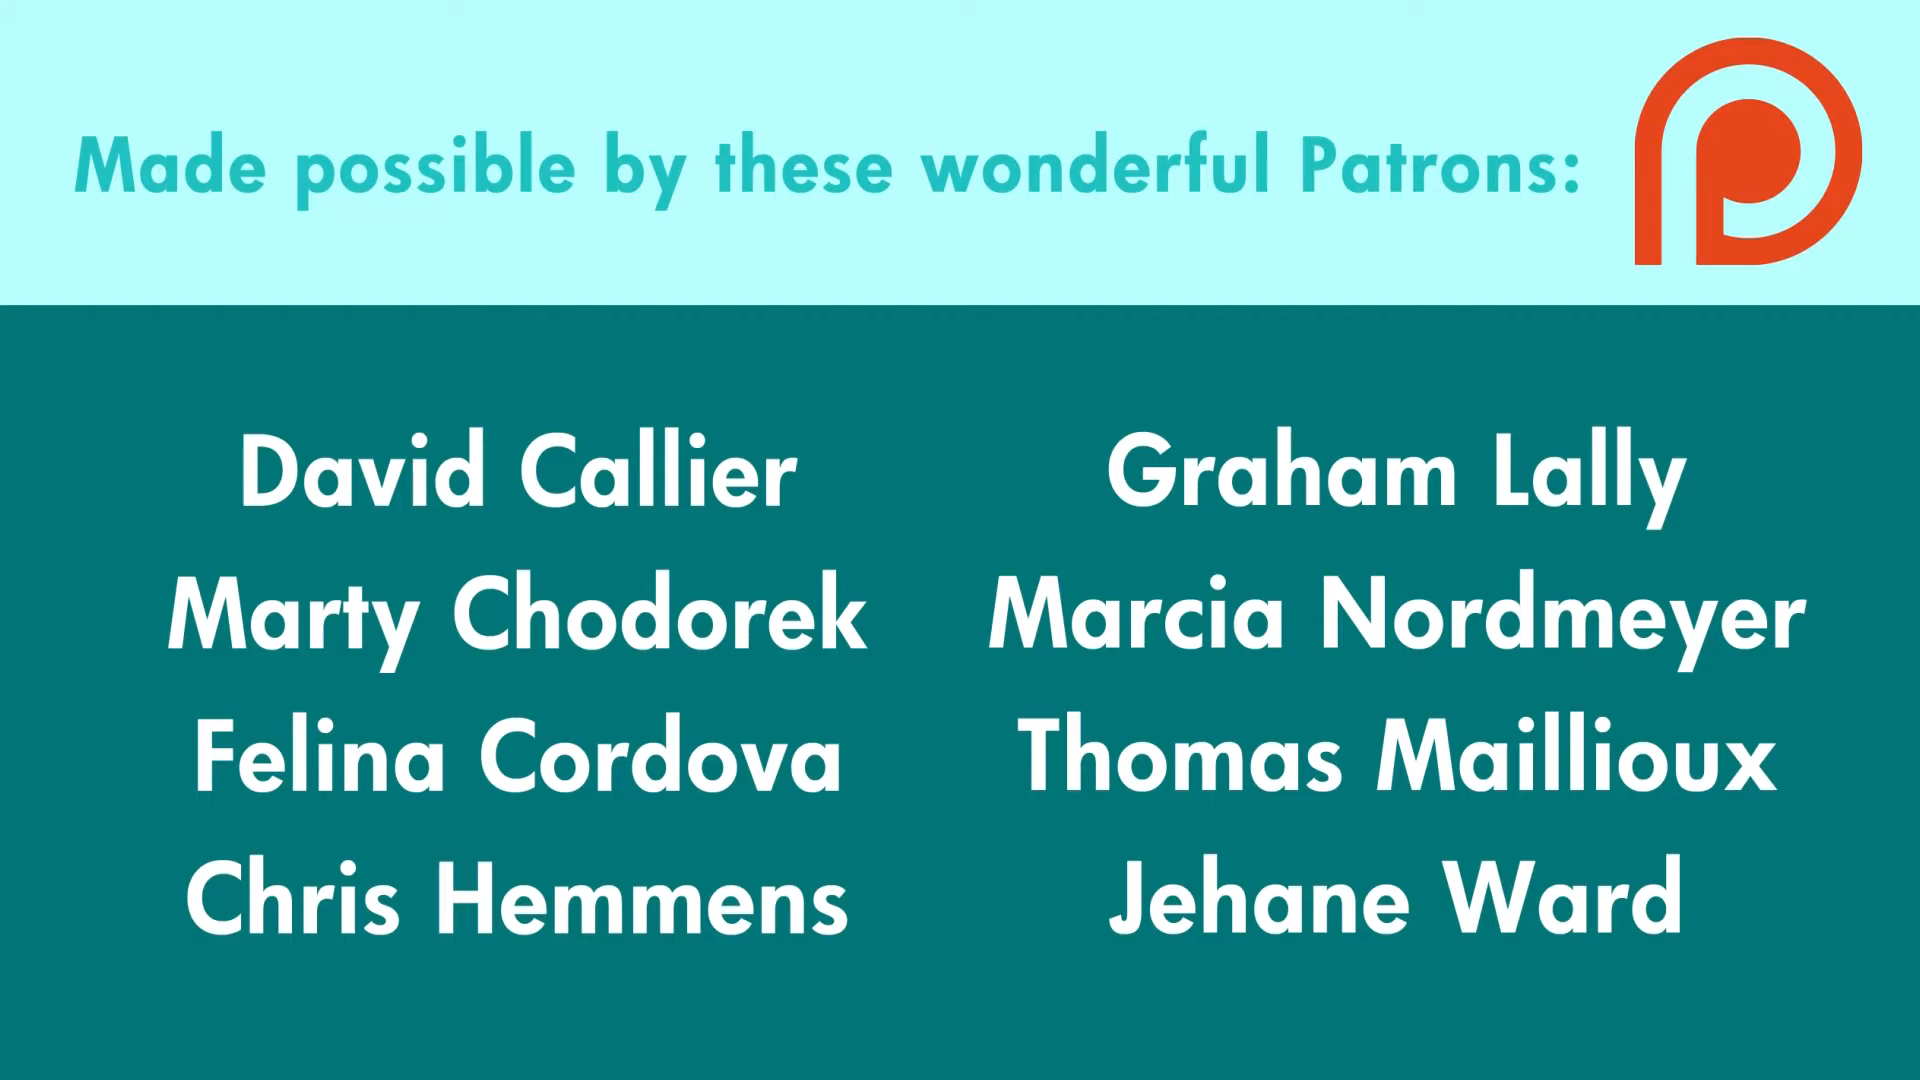 Made possible by these wonderful Patrons:
David Callier
Marty Chodorek
Felina Cordova
Chris Hemmens
Graham Lally
Marcia Nordmeyer
Thomas Maillioux
Jehane Ward